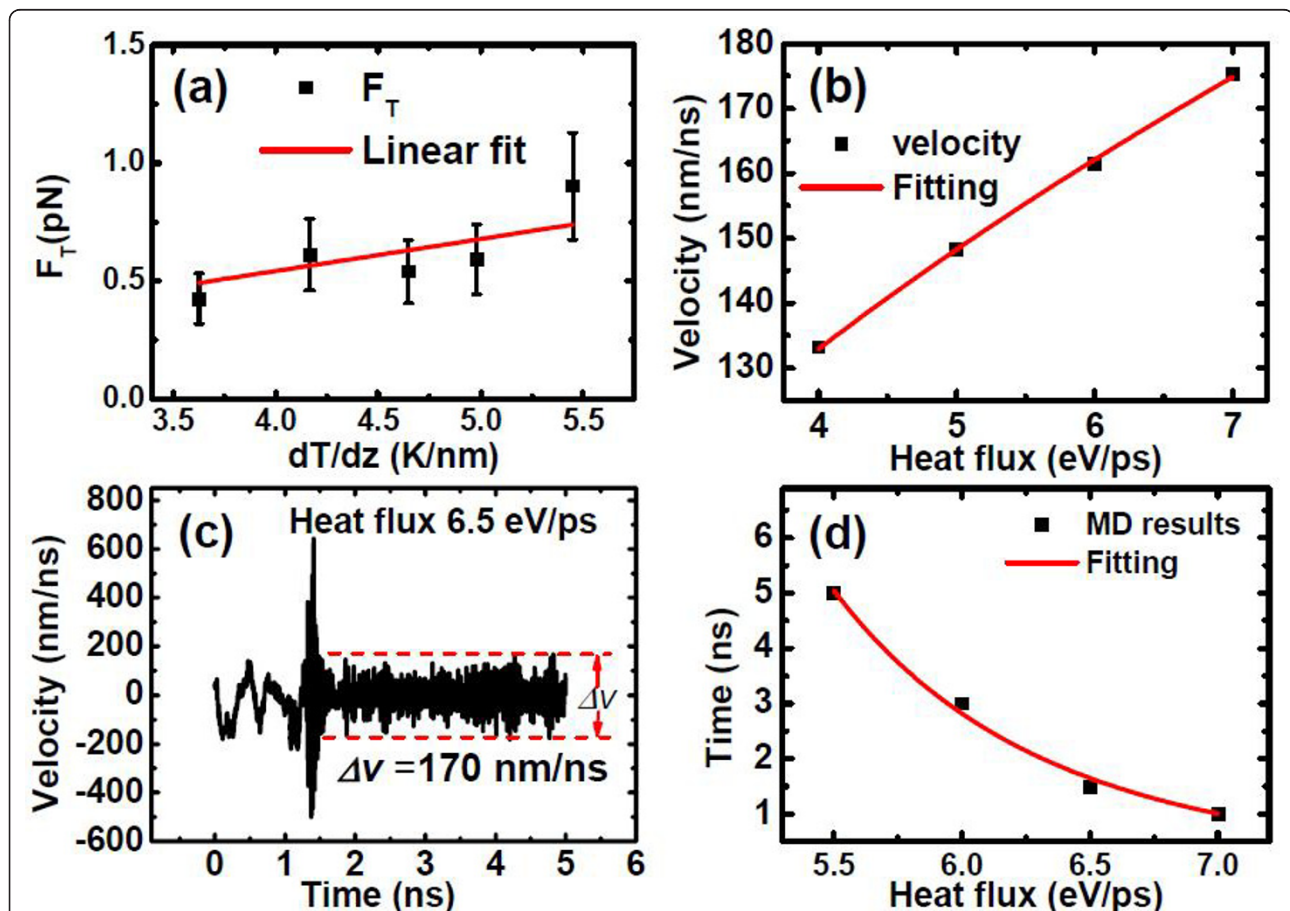 (a)
F_T
Linear fit
F_T(pN)
1.5
1.0
0.5
0.0
3.5 4.0 4.5 5.0 5.5
dT/dz (K/nm)
(b)
velocity
Fitting
Velocity (nm/ns)
180
170
160
150
140
130
4 5 6 7
Heat flux (eV/ps)
(c)
Heat flux 6.5 eV/ps
Velocity (nm/ns)
800
600
400
200
0
-200
-400
-600
Δv
Δv =170 nm/ns
0 1 2 3 4 5 6
Time (ns)
(d)
MD results
Fitting
Time (ns)
6
5
4
3
2
1
5.5 6.0 6.5 7.0
Heat flux (eV/ps)